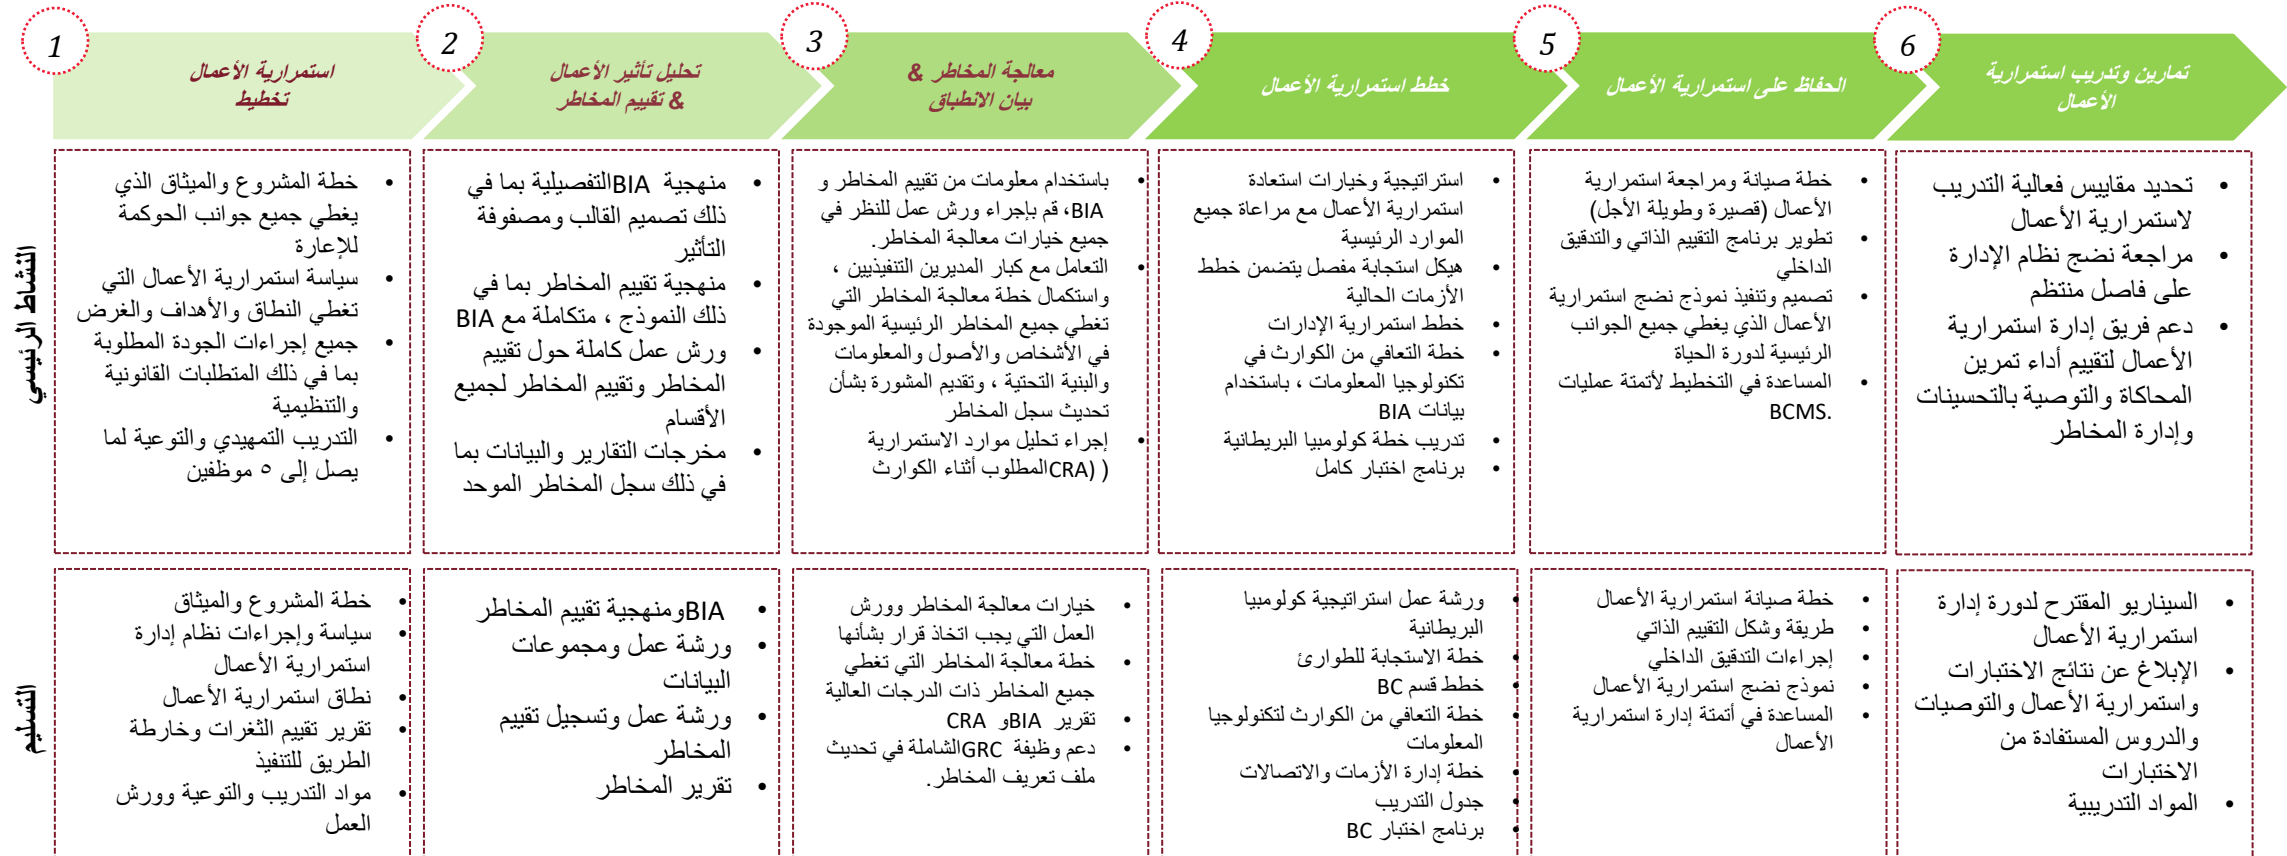 1
استمرارية الأعمال
تخطيط
2
تحليل تأثير الأعمال
& تقييم المخاطر
3
معالجة المخاطر &
بيان الانطباق
4
خطط استمرارية الأعمال
5
الحفاظ على استمرارية الأعمال
6
تمارين وتدريب استمرارية
الأعمال
النشاط الرئيسي
• خطة المشروع والميثاق الذي
يغطي جميع جوانب الحوكمة
للإعارة
• سياسة استمرارية الأعمال التي
تغطي النطاق والأهداف والغرض
• جميع إجراءات الجودة المطلوبة
بما في ذلك المتطلبات القانونية
والتنظيمية
• التدريب التمهيدي والتوعية لما
يصل إلى ٥ موظفين
• منهجية BIAالتفصيلية بما في
ذلك تصميم القالب ومصفوفة
التأثير
• منهجية تقييم المخاطر بما في
ذلك النموذج ، متكاملة مع BIA
• ورش عمل كاملة حول تقييم
المخاطر وتقييم المخاطر لجميع
الأقسام
• مخرجات التقارير والبيانات بما
في ذلك سجل المخاطر الموحد
• باستخدام معلومات من تقييم المخاطر و
BIA، قم بإجراء ورش عمل للنظر في
جميع خيارات معالجة المخاطر.
• التعامل مع كبار المديرين التنفيذيين ،
واستكمال خطة معالجة المخاطر التي
تغطي جميع المخاطر الرئيسية الموجودة
في الأشخاص والأصول والمعلومات
والبنية التحتية ، وتقديم المشورة بشأن
تحديث سجل المخاطر
• إجراء تحليل موارد الاستمرارية
( (CRAالمطلوب أثناء الكوارث
• استراتيجية وخيارات استعادة
استمرارية الأعمال مع مراعاة جميع
الموارد الرئيسية
• هيكل استجابة مفصل يتضمن خطط
الأزمات الحالية
• خطط استمرارية الإدارات
• خطة التعافي من الكوارث في
تكنولوجيا المعلومات ، باستخدام
بيانات BIA
• تدريب خطة كولومبيا البريطانية
• برنامج اختبار كامل
• خطة صيانة ومراجعة استمرارية
الأعمال (قصيرة وطويلة الأجل)
• تطوير برنامج التقييم الذاتي والتدقيق
الداخلي
• تصميم وتنفيذ نموذج نضج استمرارية
الأعمال الذي يغطي جميع الجوانب
الرئيسية لدورة الحياة
• المساعدة في التخطيط لأتمتة عمليات
BCMS.
• تحديد مقاييس فعالية التدريب
لاستمرارية الأعمال
• مراجعة نضج نظام الإدارة
على فاصل منتظم
• دعم فريق إدارة استمرارية
الأعمال لتقييم أداء تمرين
المحاكاة والتوصية بالتحسينات
وإدارة المخاطر
التسليم
• خطة المشروع والميثاق
• سياسة وإجراءات نظام إدارة
استمرارية الأعمال
• نطاق استمرارية الأعمال
• تقرير تقييم الثغرات وخارطة
الطريق للتنفيذ
• مواد التدريب والتوعية وورش
العمل
• BIAومنهجية تقييم المخاطر
• ورشة عمل ومجموعات
البيانات
• ورشة عمل وتسجيل تقييم
المخاطر
• تقرير المخاطر
• خيارات معالجة المخاطر وورش
العمل التي يجب اتخاذ قرار بشأنها
• خطة معالجة المخاطر التي تغطي
جميع المخاطر ذات الدرجات العالية
• تقرير BIAو CRA
• دعم وظيفة GRCالشاملة في تحديث
ملف تعريف المخاطر.
• ورشة عمل استراتيجية كولومبيا
البريطانية
• خطة الاستجابة للطوارئ
• خطط قسم BC
• خطة التعافي من الكوارث لتكنولوجيا
المعلومات
• خطة إدارة الأزمات والاتصالات
• جدول التدريب
• برنامج اختبار BC
• خطة صيانة استمرارية الأعمال
• طريقة وشكل التقييم الذاتي
• إجراءات التدقيق الداخلي
• نموذج نضج استمرارية الأعمال
• المساعدة في أتمتة إدارة استمرارية
الأعمال
• السيناريو المقترح لدورة إدارة
استمرارية الأعمال
• الإبلاغ عن نتائج الاختبارات
واستمرارية الأعمال والتوصيات
والدروس المستفادة من
الاختبارات
• المواد التدريبية